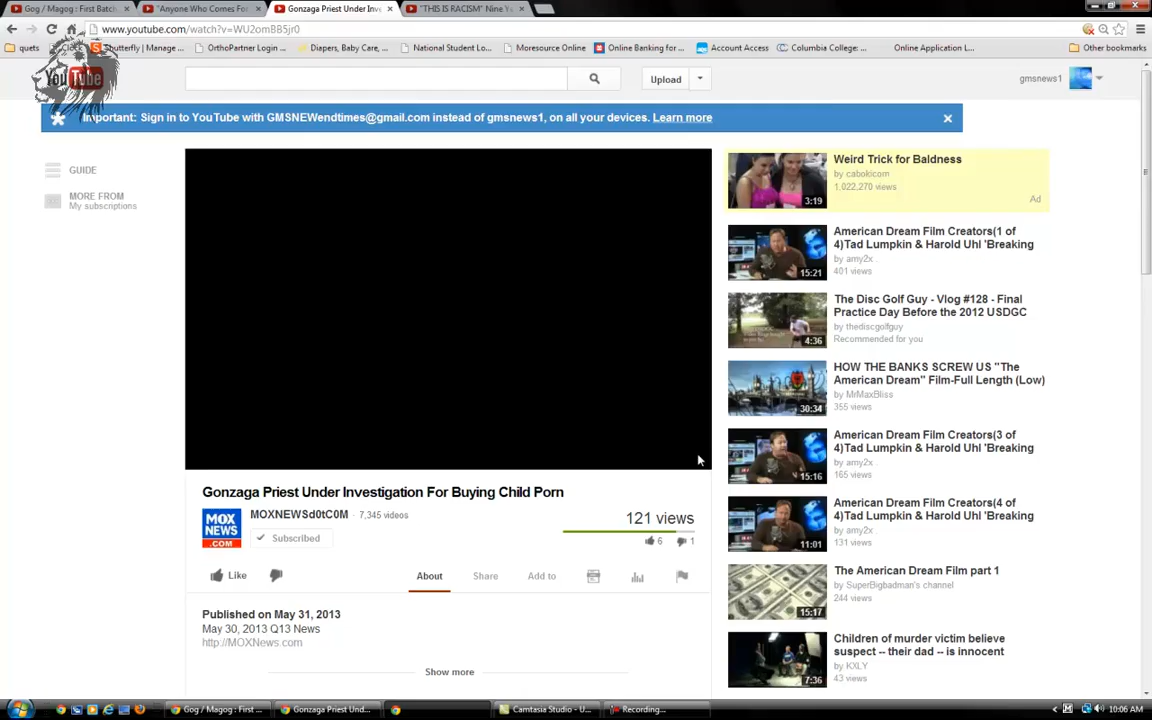 Gog / Magog : First Batch
"Anyone Who Comes For
Gonzaga Priest Under Inve
"THIS IS RACISM" Nine Ye
www.youtube.com/watch?v=WU2omBB5jr0
quets
Shutterfly | Manage ...
OrthoPartner Login ...
Diapers, Baby Care, ...
National Student Lo...
Moresource Online
Online Banking for ...
Account Access
Columbia College: ...
Online Application L...
Other bookmarks
YouTube
Upload
gmsnews1
Important: Sign in to YouTube with GMSNEWendtimes@gmail.com instead of gmsnews1, on all your devices. Learn more
GUIDE
MORE FROM
My subscriptions
Gonzaga Priest Under Investigation For Buying Child Porn
MOX
NEWS
.COM
MOXNEWSd0tC0M · 7,345 videos
Subscribed
121 views
6 1
Like
About
Share
Add to
Published on May 31, 2013
May 30, 2013 Q13 News
http://MOXNews.com
Show more
3:19
Weird Trick for Baldness
by cabokicom
1,022,270 views
Ad
15:21
American Dream Film Creators(1 of
4)Tad Lumpkin & Harold Uhl 'Breaking
by amy2x
401 views
4:36
The Disc Golf Guy - Vlog #128 - Final
Practice Day Before the 2012 USDGC
by thediscgolfguy
Recommended for you
30:34
HOW THE BANKS SCREW US "The
American Dream" Film-Full Length (Low)
by MrMaxBliss
355 views
15:16
American Dream Film Creators(3 of
4)Tad Lumpkin & Harold Uhl 'Breaking
by amy2x
165 views
11:01
American Dream Film Creators(4 of
4)Tad Lumpkin & Harold Uhl 'Breaking
by amy2x
131 views
15:17
The American Dream Film part 1
by SuperBigbadman's channel
244 views
7:36
Children of murder victim believe
suspect -- their dad -- is innocent
by KXLY
43 views
Gog / Magog : First ...
Gonzaga Priest Und...
Camtasia Studio - U...
Recording...
10:06 AM